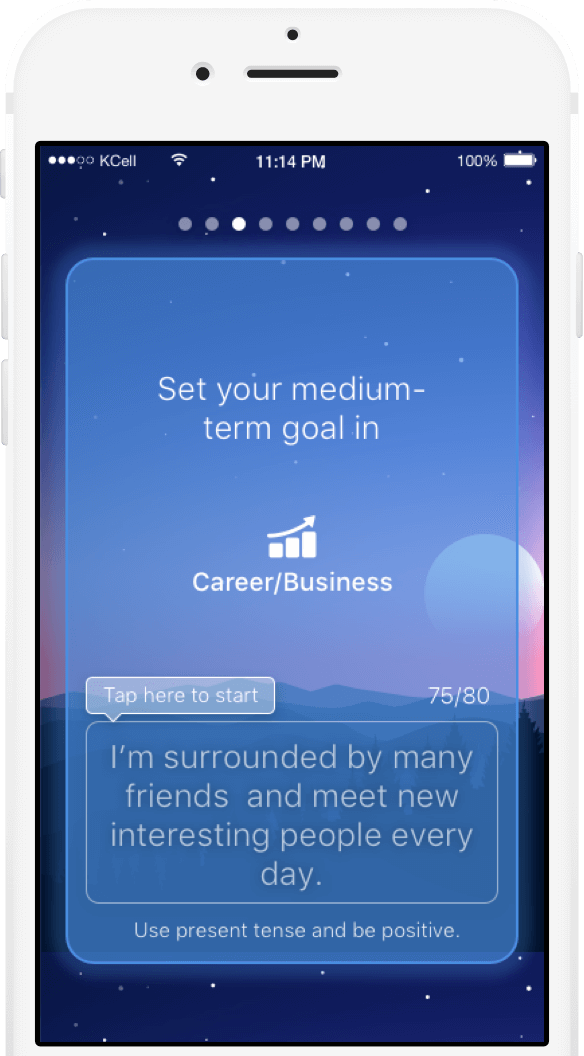 KCell 11:14 PM 100%
Set your medium-
term goal in
Career/Business
Tap here to start 75/80
I’m surrounded by many
friends  and meet new
interesting people every
day.
Use present tense and be positive.